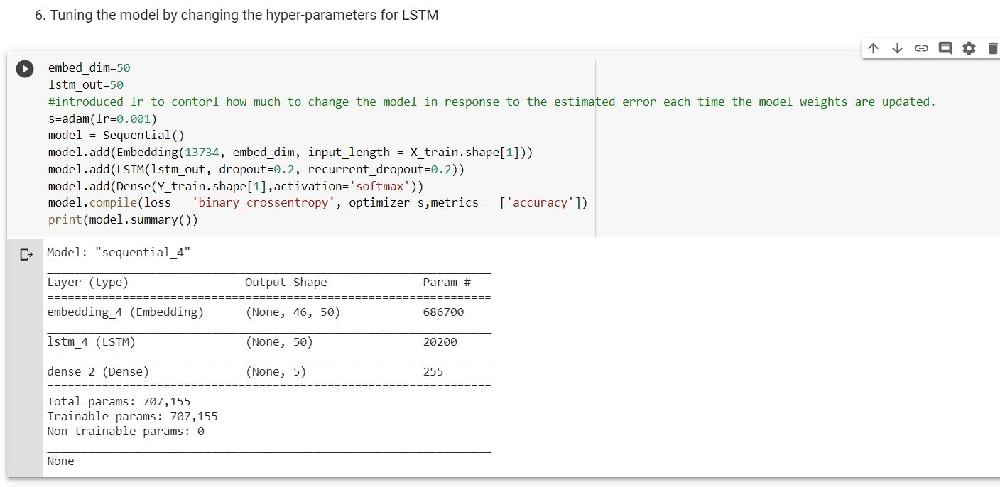 6. Tuning the model by changing the hyper-parameters for LSTM
embed_dim=50
lstm_out=50
#introduced lr to contorl how much to change the model in response to the estimated error each time the model weights are updated.
s=adam(lr=0.001)
model = Sequential()
model.add(Embedding(13734, embed_dim, input_length = X_train.shape[1]))
model.add(LSTM(lstm_out, dropout=0.2, recurrent_dropout=0.2))
model.add(Dense(Y_train.shape[1],activation='softmax'))
model.compile(loss = 'binary_crossentropy', optimizer=s,metrics = ['accuracy'])
print(model.summary())
Model: "sequential_4"
_________________________________________________________________
Layer (type) Output Shape Param #
=================================================================
embedding_4 (Embedding) (None, 46, 50) 686700
_________________________________________________________________
lstm_4 (LSTM) (None, 50) 20200
_________________________________________________________________
dense_2 (Dense) (None, 5) 255
=================================================================
Total params: 707,155
Trainable params: 707,155
Non-trainable params: 0
_________________________________________________________________
None